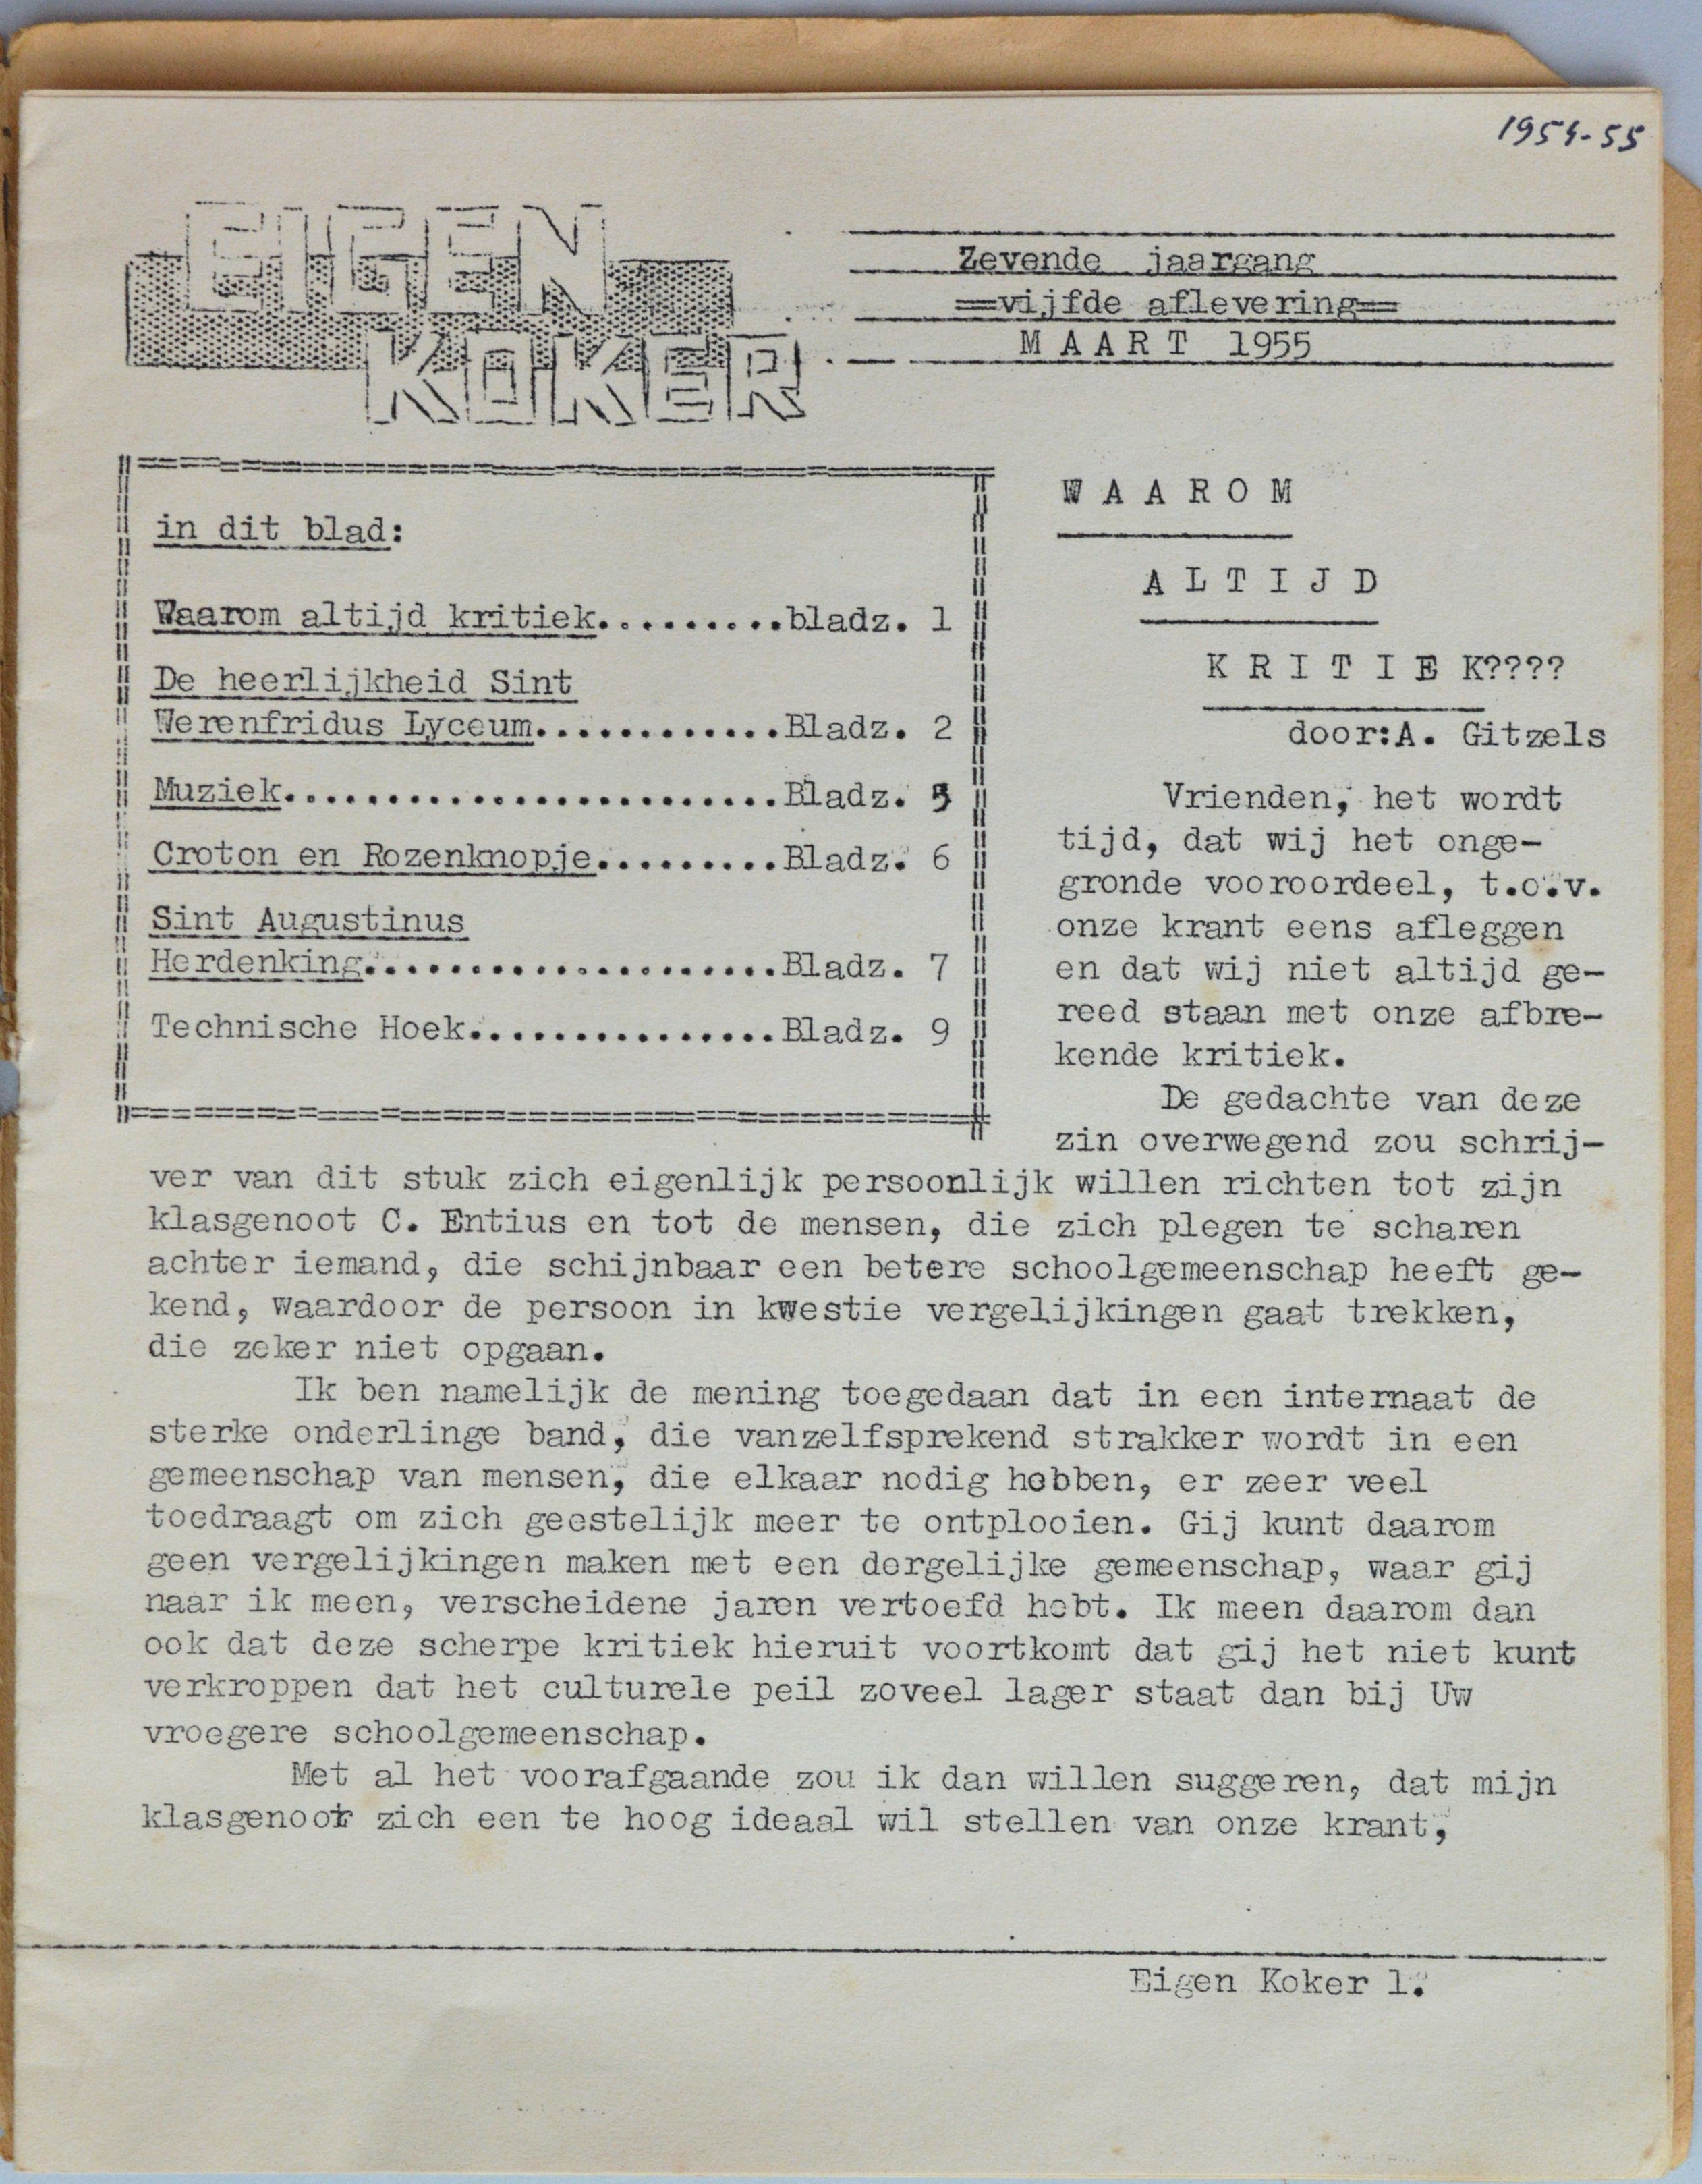 1954-55
EIGEN
KOKER
Zevende jaargang
==vijfde aflevering==
M A A R T 1955
in dit blad:
Waarom altijd kritiek.........bladz. 1
De heerlijkheid Sint
Werenfridus Lyceum............Bladz. 2
Muziek........................Bladz. 5
Croton en Rozenknopje.........Bladz. 6
Sint Augustinus
Herdenking....................Bladz. 7
Technische Hoek...............Bladz. 9
W A A R O M
A L T I J D
K R I T I E K????
door:A. Gitzels
Vrienden, het wordt
tijd, dat wij het onge-
gronde vooroordeel, t.o.v.
onze krant eens afleggen
en dat wij niet altijd ge-
reed staan met onze afbre-
kende kritiek.
De gedachte van deze
zin overwegend zou schrij-
ver van dit stuk zich eigenlijk persoonlijk willen richten tot zijn
klasgenoot C. Entius en tot de mensen, die zich plegen te scharen
achter iemand, die schijnbaar een betere schoolgemeenschap heeft ge-
kend, waardoor de persoon in kwestie vergelijkingen gaat trekken,
die zeker niet opgaan.
Ik ben namelijk de mening toegedaan dat in een internaat de
sterke onderlinge band, die vanzelfsprekend strakker wordt in een
gemeenschap van mensen, die elkaar nodig hebben, er zeer veel
toedraagt om zich geestelijk meer te ontplooien. Gij kunt daarom
geen vergelijkingen maken met een dergelijke gemeenschap, waar gij
naar ik meen, verscheidene jaren vertoefd hebt. Ik meen daarom dan
ook dat deze scherpe kritiek hieruit voortkomt dat gij het niet kunt
verkroppen dat het culturele peil zoveel lager staat dan bij Uw
vroegere schoolgemeenschap.
Met al het voorafgaande zou ik dan willen suggeren, dat mijn
klasgenoot zich een te hoog ideaal wil stellen van onze krant,
Eigen Koker 1.